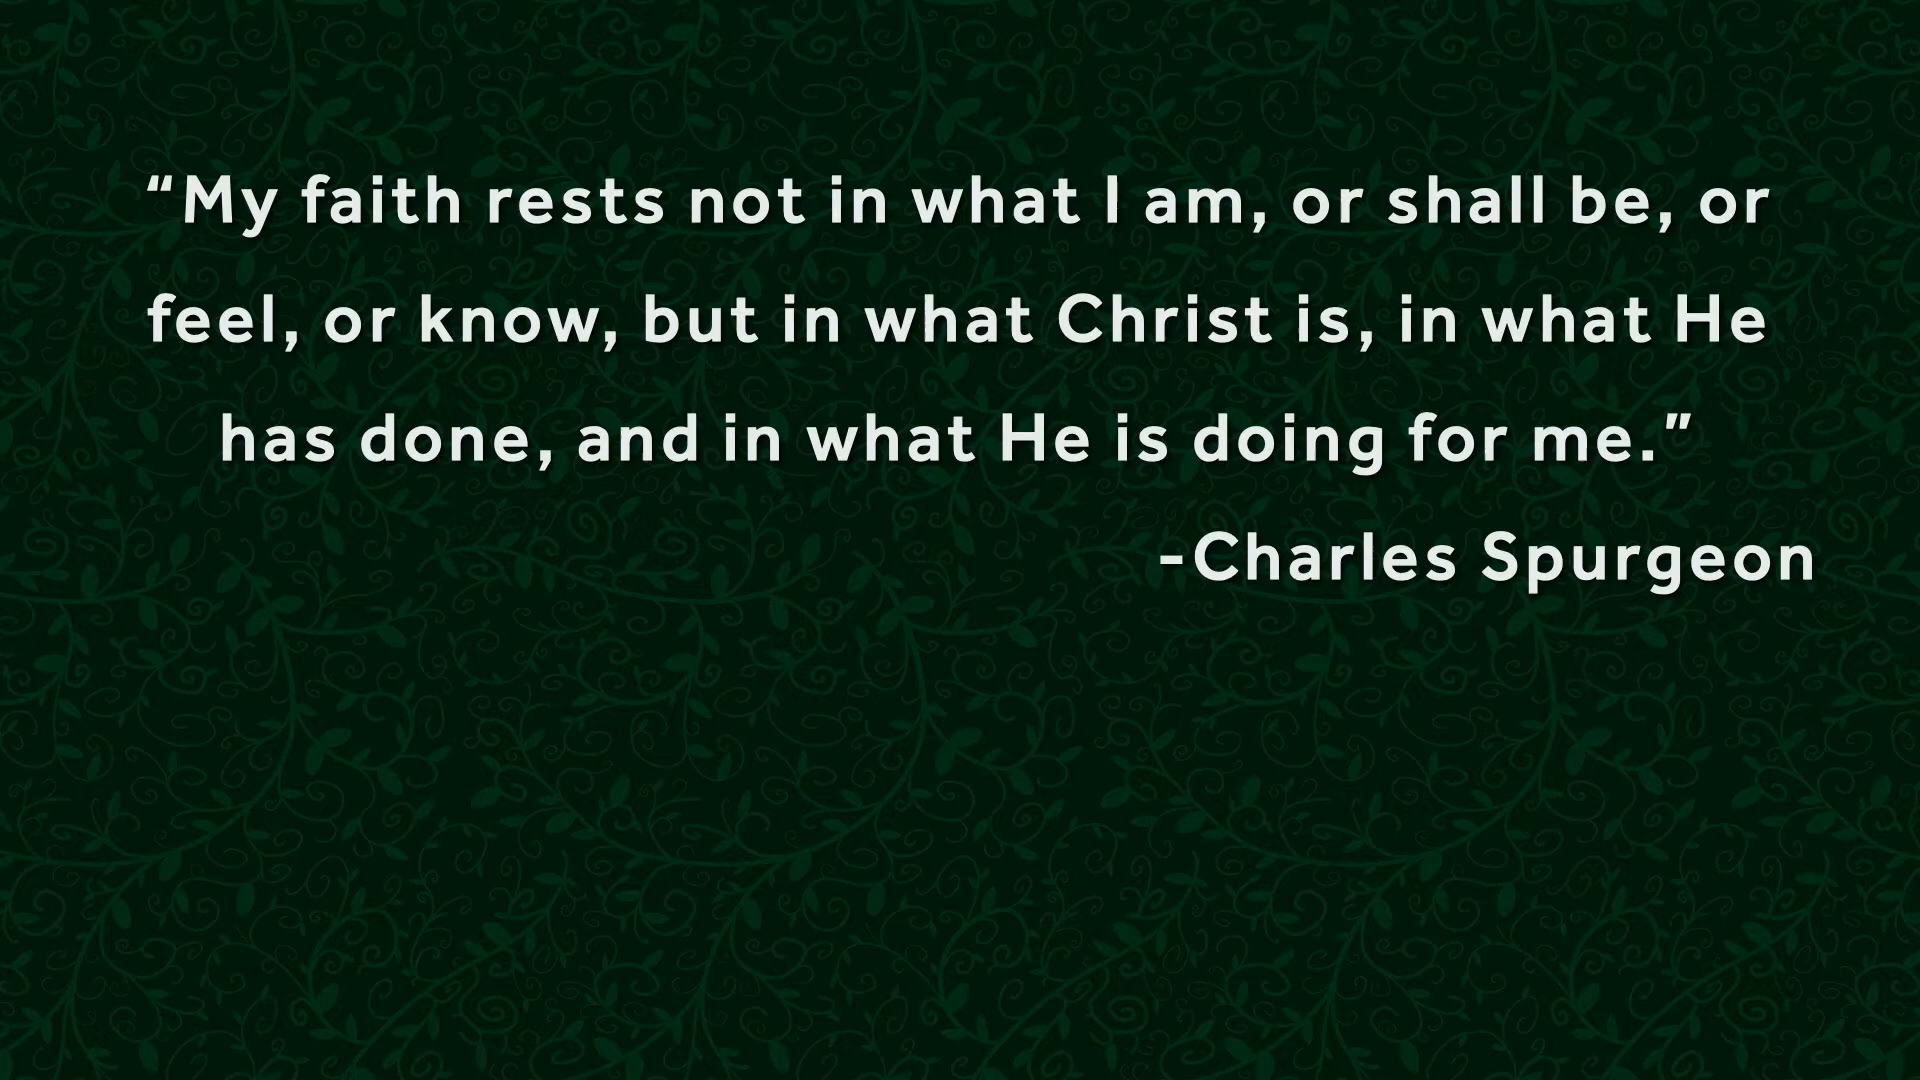 “My faith rests not in what I am, or shall be, or
feel, or know, but in what Christ is, in what He
has done, and in what He is doing for me.”
-Charles Spurgeon